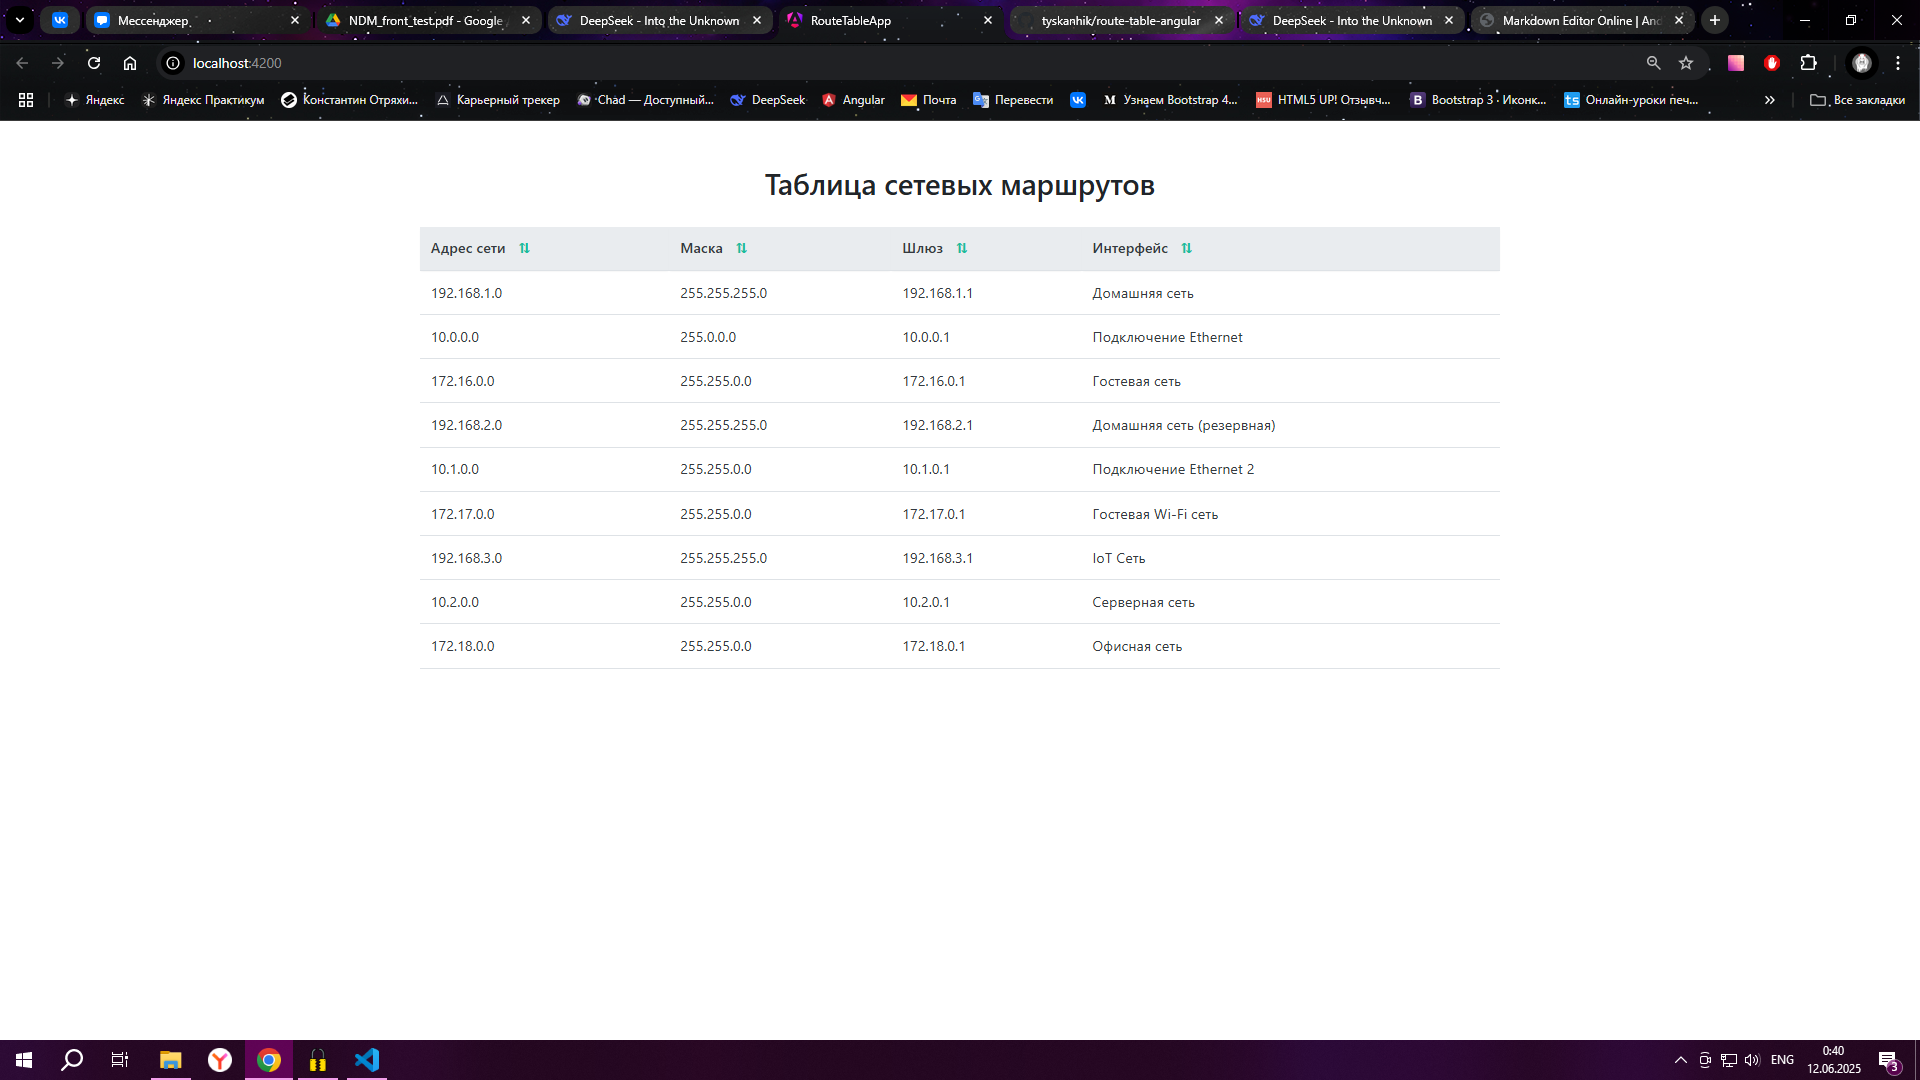 Мессенджер
NDM_front_test.pdf - Google
DeepSeek - Into the Unknown
RouteTableApp
tyskanhik/route-table-angular
DeepSeek - Into the Unknown
Markdown Editor Online | And
localhost:4200
Яндекс
Яндекс Практикум
Константин Отряхи...
Карьерный трекер
Chad — Доступный...
DeepSeek
Angular
Почта
Перевести
Узнаем Bootstrap 4...
HTML5 UP! Отзывч...
Bootstrap 3 · Иконк...
Онлайн-уроки печ...
Все закладки
Таблица сетевых маршрутов
Адрес сети Маска Шлюз Интерфейс
192.168.1.0 255.255.255.0 192.168.1.1 Домашняя сеть
10.0.0.0 255.0.0.0 10.0.0.1 Подключение Ethernet
172.16.0.0 255.255.0.0 172.16.0.1 Гостевая сеть
192.168.2.0 255.255.255.0 192.168.2.1 Домашняя сеть (резервная)
10.1.0.0 255.255.0.0 10.1.0.1 Подключение Ethernet 2
172.17.0.0 255.255.0.0 172.17.0.1 Гостевая Wi-Fi сеть
192.168.3.0 255.255.255.0 192.168.3.1 IoT Сеть
10.2.0.0 255.255.0.0 10.2.0.1 Серверная сеть
172.18.0.0 255.255.0.0 172.18.0.1 Офисная сеть
ENG
0:40
12.06.2025
3